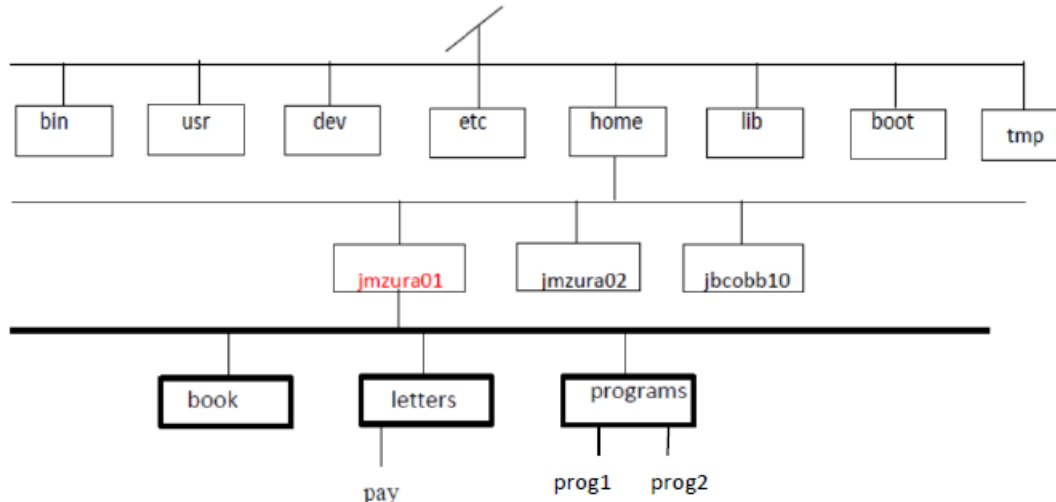 /
bin usr dev etc home lib boot tmp
jmzura01 jmzura02 jbcobb10
book letters programs
pay prog1 prog2